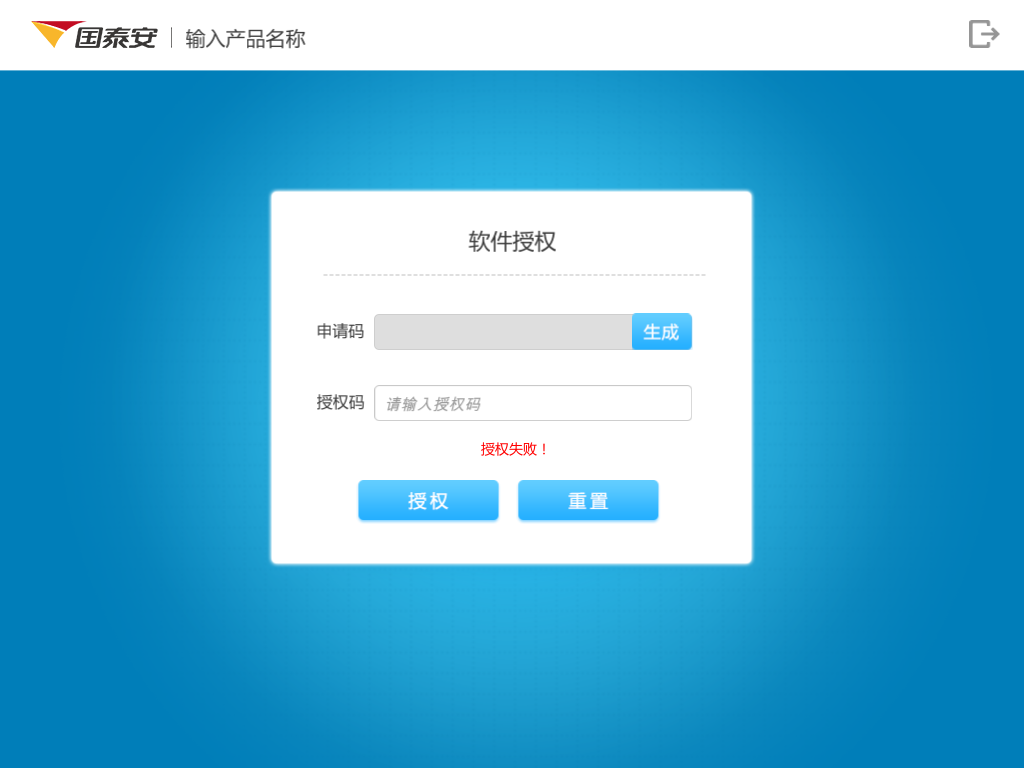 国泰安 输入产品名称
软件授权
申请码 生成
授权码 请输入授权码
授权失败！
授权 重置